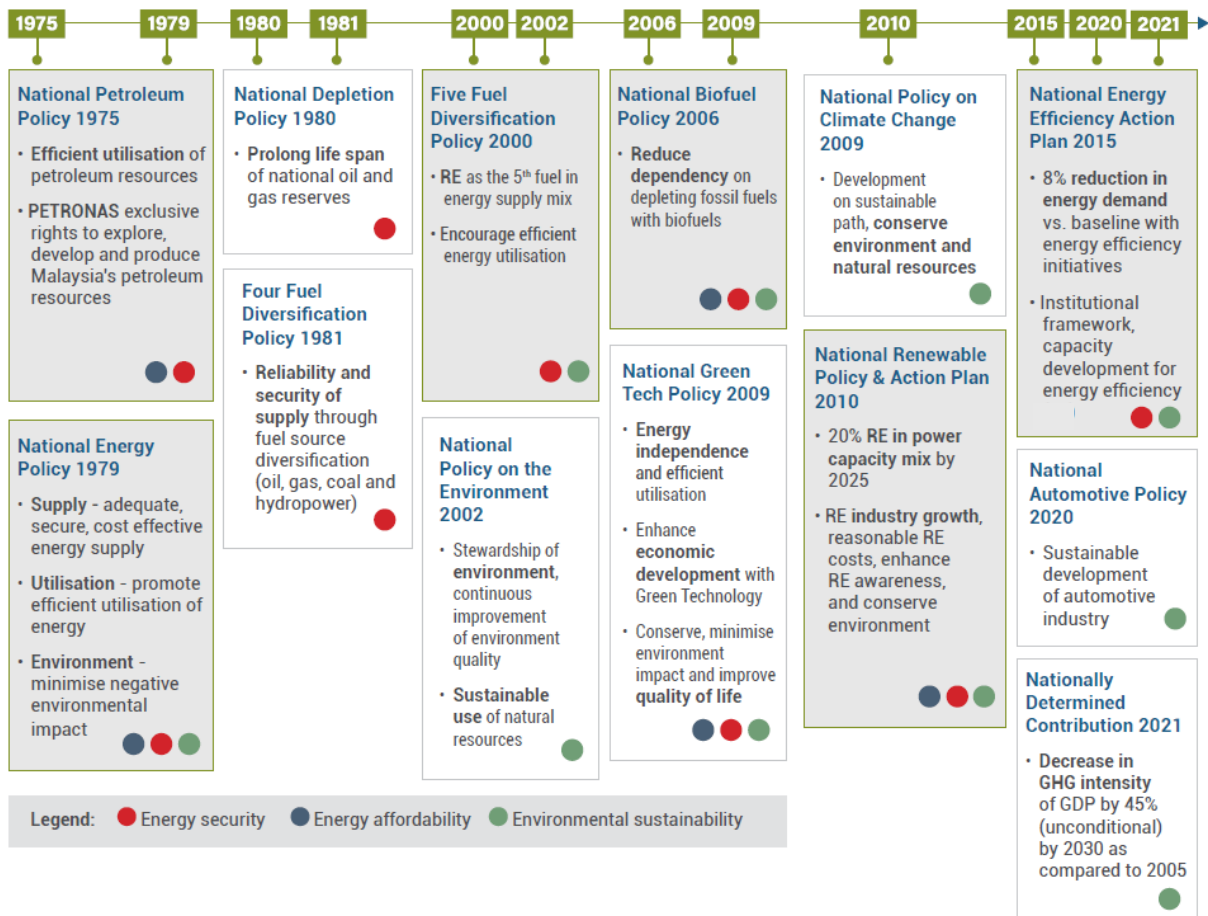 1975
1979
1980
1981
2000
2002
2006
2009
2010
2015
2020
2021
National Petroleum
Policy 1975
• Efficient utilisation of
petroleum resources
• PETRONAS exclusive
rights to explore,
develop and produce
Malaysia's petroleum
resources
National Energy
Policy 1979
• Supply - adequate,
secure, cost effective
energy supply
• Utilisation - promote
efficient utilisation of
energy
• Environment -
minimise negative
environmental
impact
National Depletion
Policy 1980
• Prolong life span
of national oil and
gas reserves
Four Fuel
Diversification
Policy 1981
• Reliability and
security of
supply through
fuel source
diversification
(oil, gas, coal and
hydropower)
Five Fuel
Diversification
Policy 2000
• RE as the 5th fuel in
energy supply mix
• Encourage efficient
energy utilisation
National
Policy on the
Environment
2002
• Stewardship of
environment,
continuous
improvement
of environment
quality
• Sustainable
use of natural
resources
National Biofuel
Policy 2006
• Reduce
dependency on
depleting fossil fuels
with biofuels
National Green
Tech Policy 2009
• Energy
independence
and efficient
utilisation
• Enhance
economic
development with
Green Technology
• Conserve, minimise
environment
impact and improve
quality of life
National Policy on
Climate Change
2009
• Development
on sustainable
path, conserve
environment and
natural resources
National Renewable
Policy & Action Plan
2010
• 20% RE in power
capacity mix by
2025
• RE industry growth,
reasonable RE
costs, enhance
RE awareness,
and conserve
environment
National Energy
Efficiency Action
Plan 2015
• 8% reduction in
energy demand
vs. baseline with
energy efficiency
initiatives
• Institutional
framework,
capacity
development for
energy efficiency
National
Automotive Policy
2020
• Sustainable
development
of automotive
industry
Nationally
Determined
Contribution 2021
• Decrease in
GHG intensity
of GDP by 45%
(unconditional)
by 2030 as
compared to 2005
Legend: Energy security Energy affordability Environmental sustainability